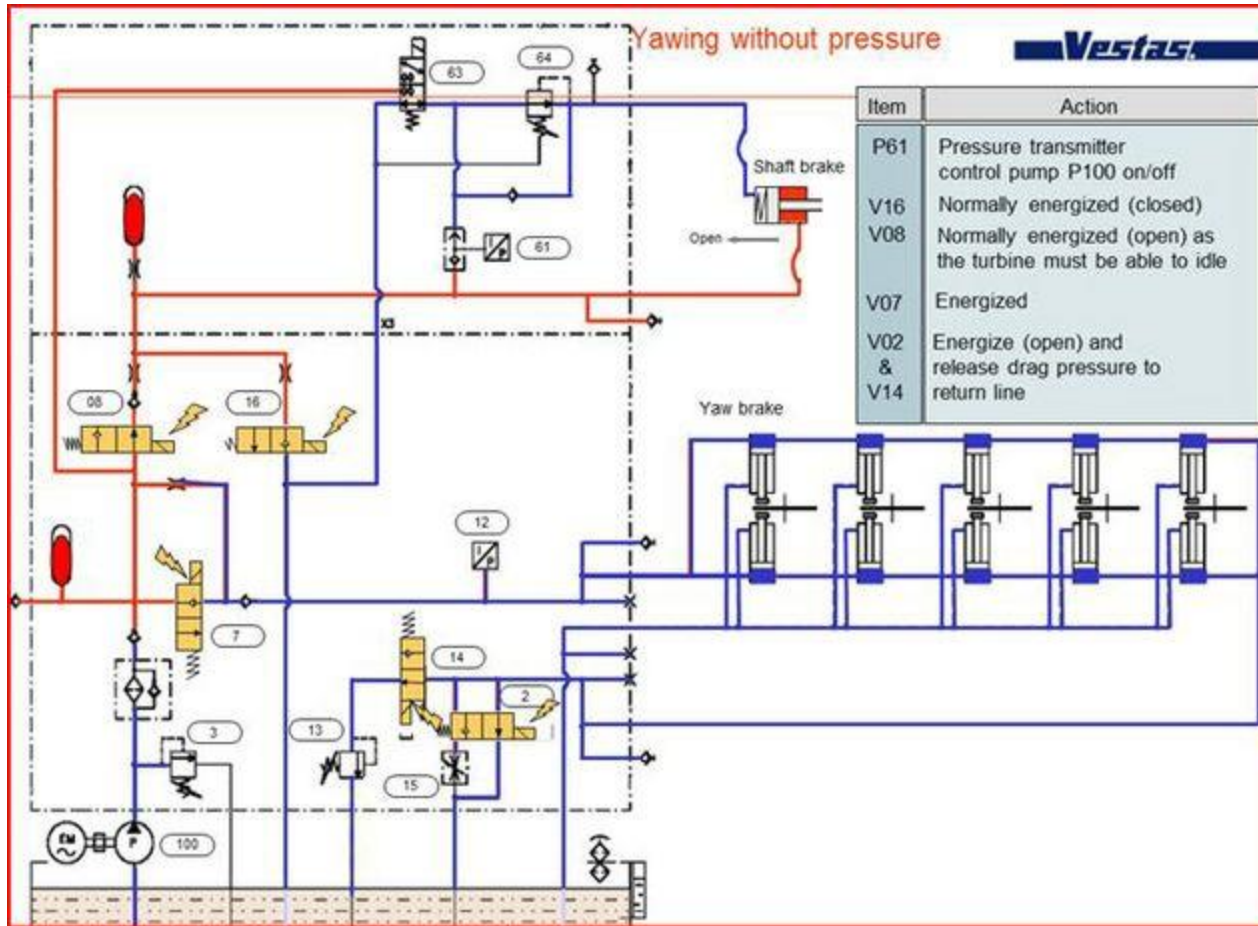 Yawing without pressure
Vestas.
63
64
Item Action
P61 Pressure transmitter
control pump P100 on/off
V16 Normally energized (closed)
V08 Normally energized (open) as
the turbine must be able to idle
V07 Energized
V02 Energize (open) and
& release drag pressure to
V14 return line
Shaft brake
Open
61
P
X3
08
16
Yaw brake
12
P
7
14
2
3
13
15
EM
P
100